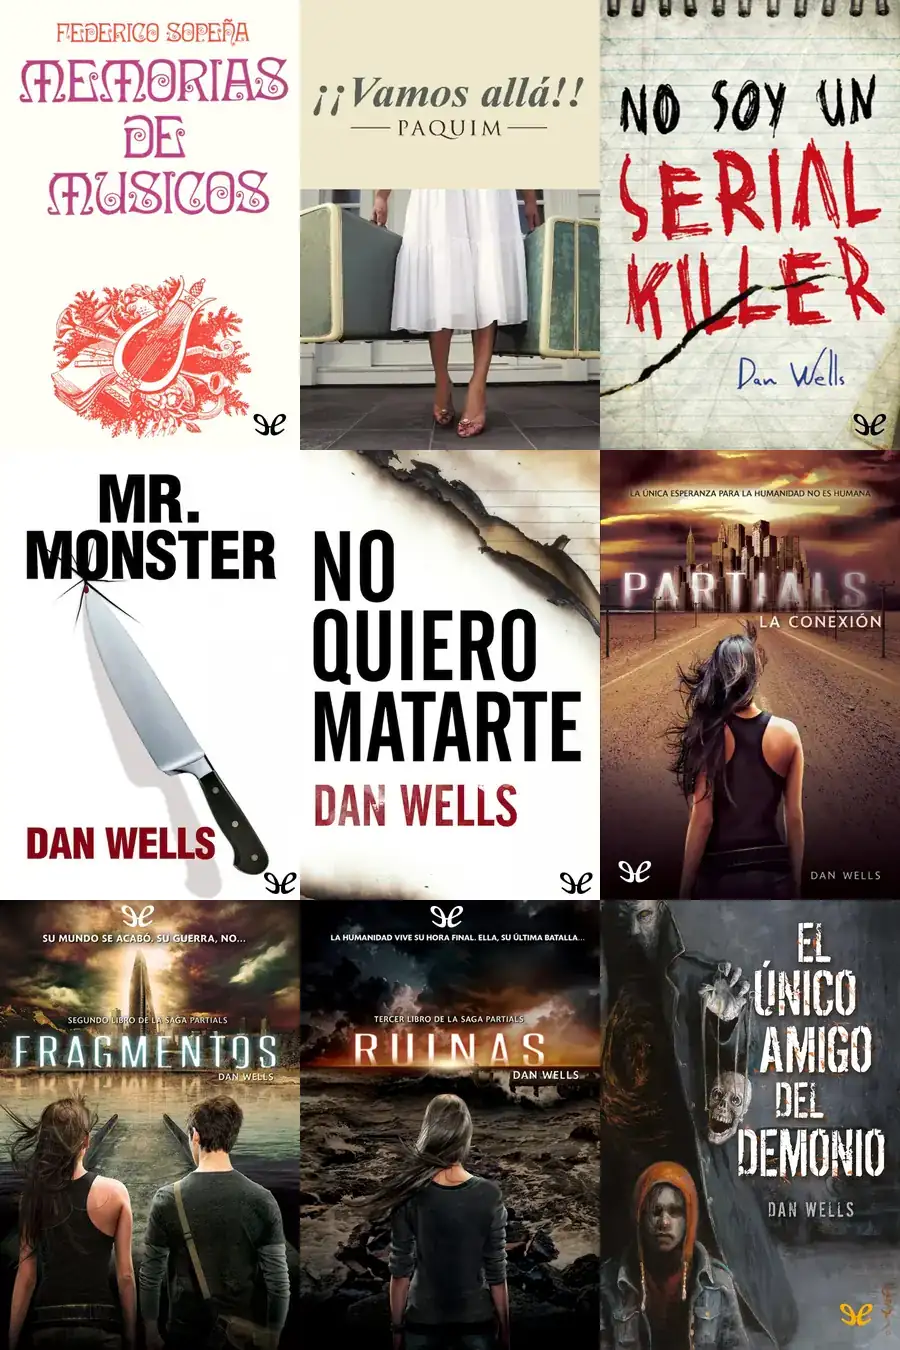 FEDERICO SOPEÑA
MEMORIAS
DE
MUSICOS
¡¡Vamos allá!!
PAQUIM
NO SOY UN
SERIAL
KILLER
Dan Wells
MR.
MONSTER
DAN WELLS
NO
QUIERO
MATARTE
DAN WELLS
LA ÚNICA ESPERANZA PARA LA HUMANIDAD NO ES HUMANA
PARTIALS
LA CONEXIÓN
DAN WELLS
SU MUNDO SE ACABÓ. SU GUERRA, NO...
SEGUNDO LIBRO DE LA SAGA PARTIALS
FRAGMENTOS
DAN WELLS
LA HUMANIDAD VIVE SU HORA FINAL. ELLA, SU ÚLTIMA BATALLA...
TERCER LIBRO DE LA SAGA PARTIALS
RUINAS
DAN WELLS
EL
ÚNICO
AMIGO
DEL
DEMONIO
DAN WELLS